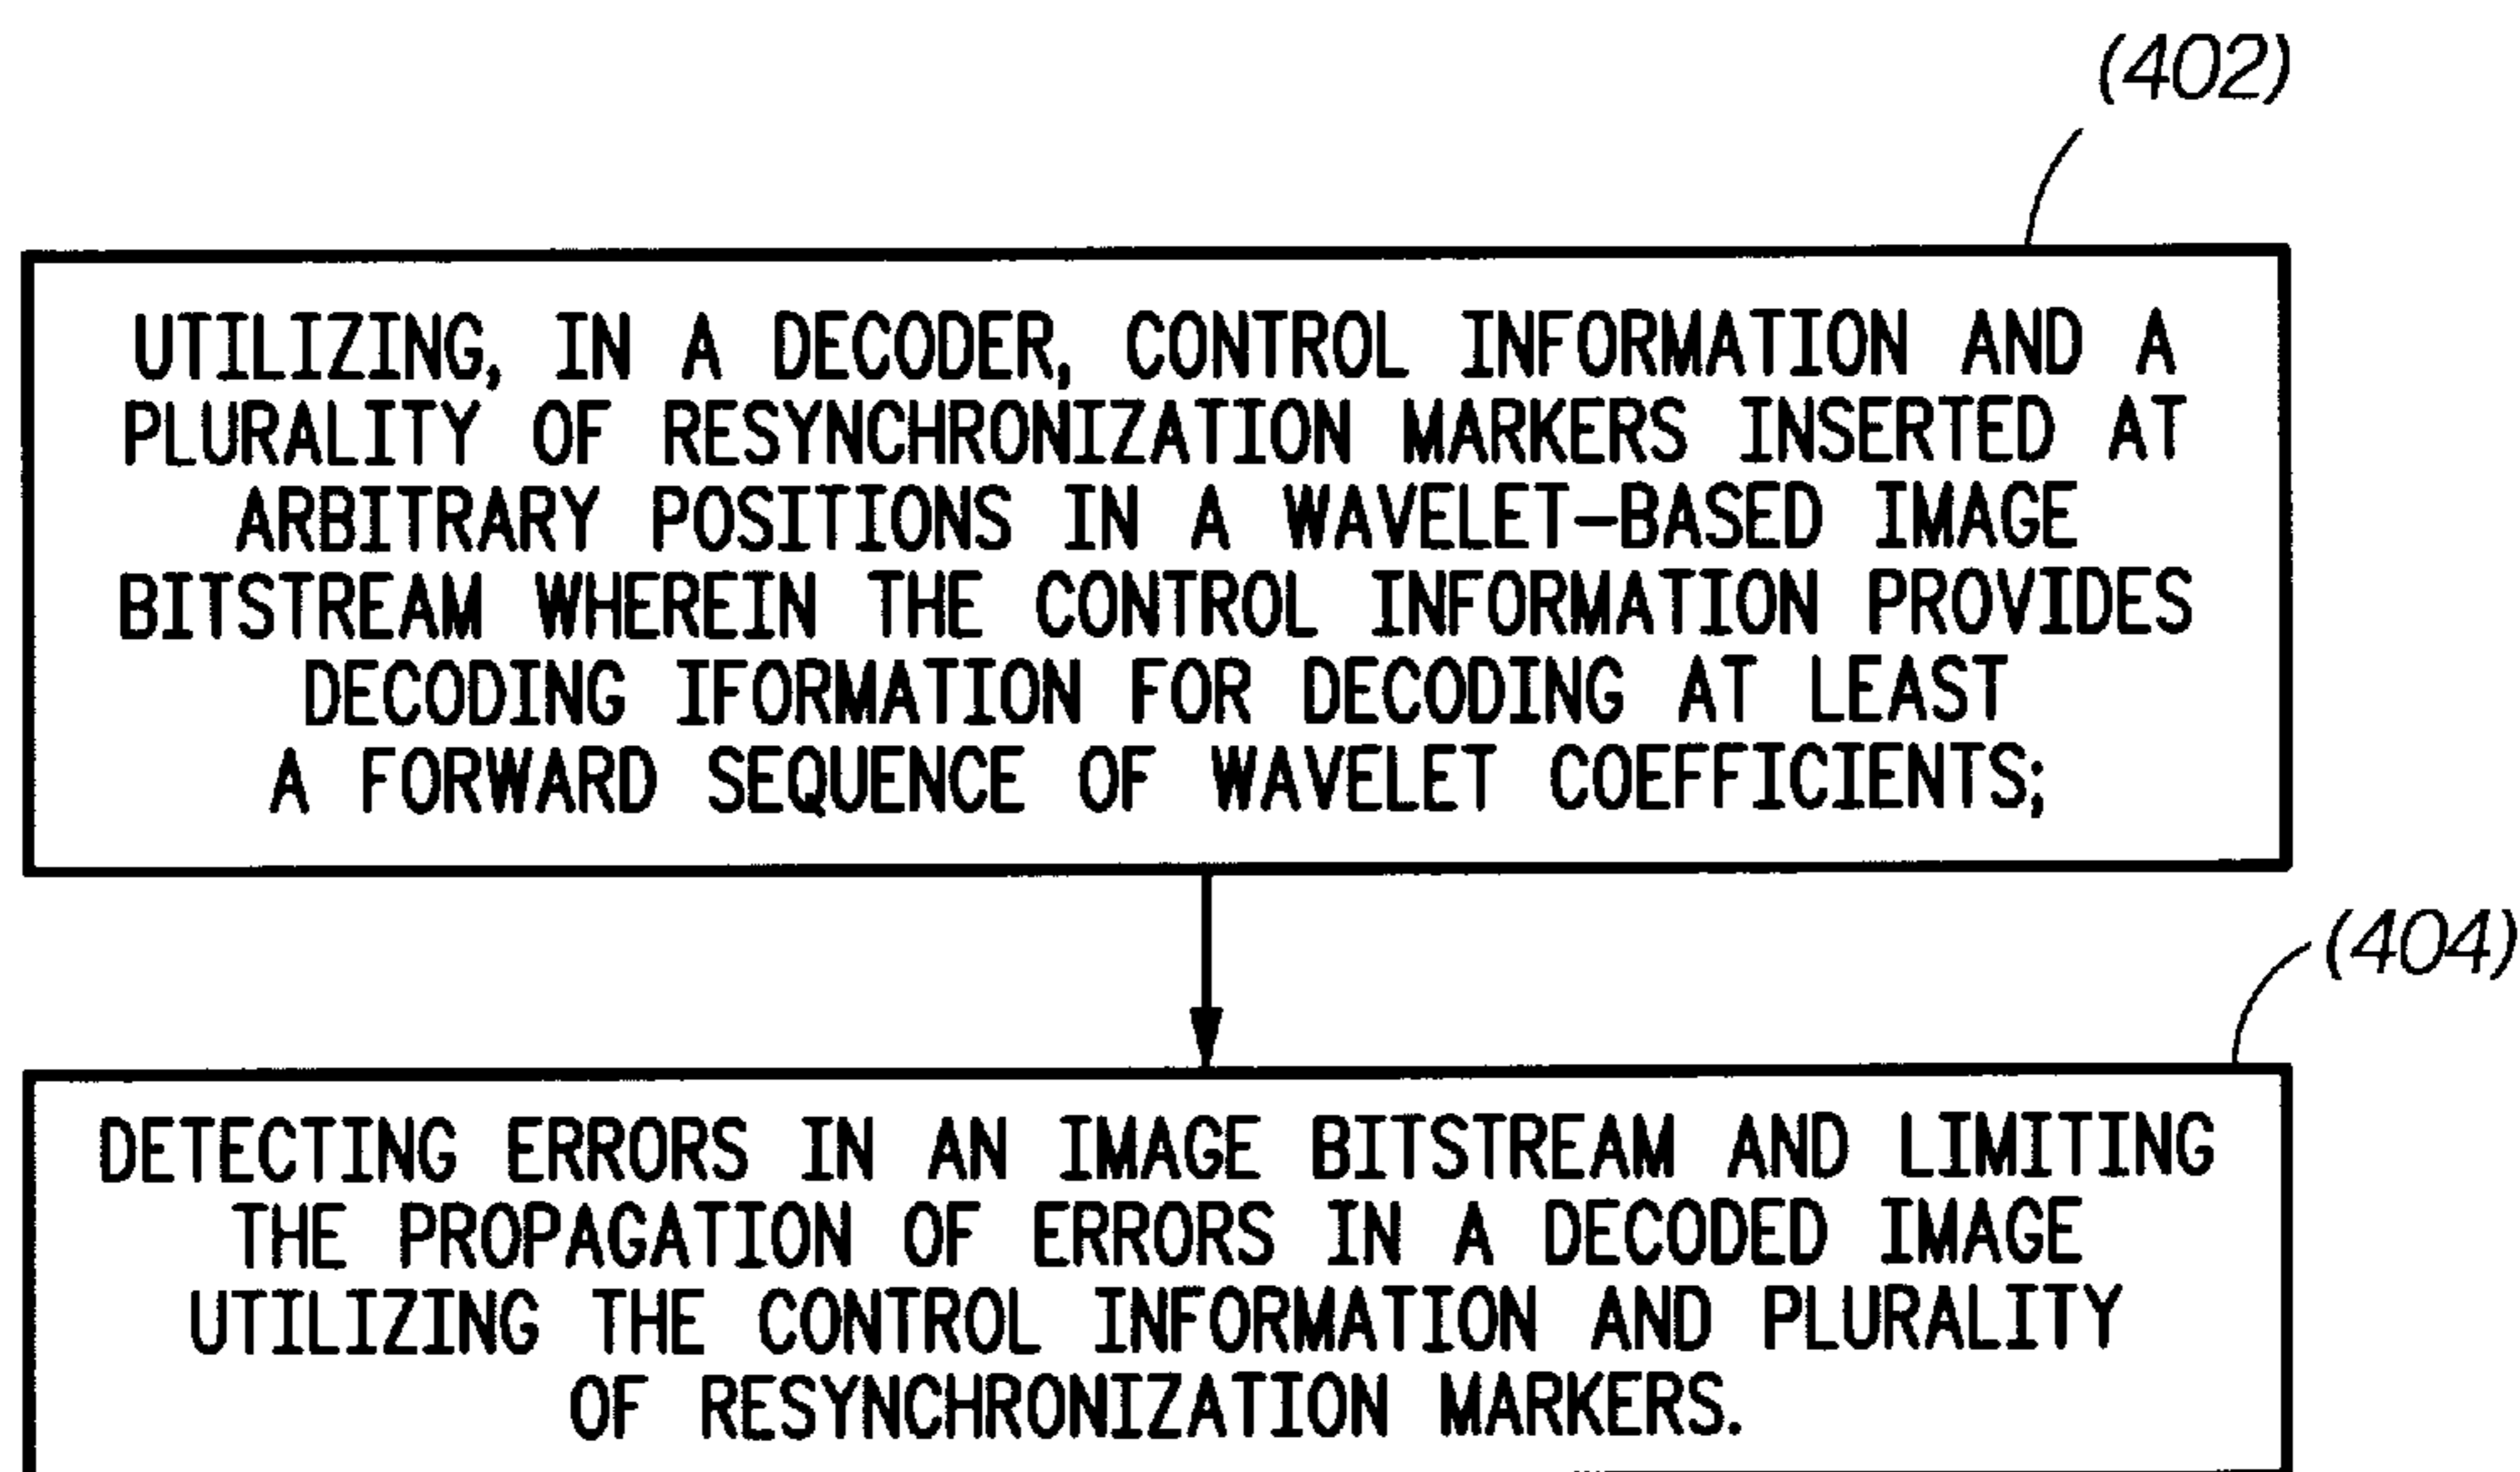 (402)
UTILIZING, IN A DECODER, CONTROL INFORMATION AND A
PLURALITY OF RESYNCHRONIZATION MARKERS INSERTED AT
ARBITRARY POSITIONS IN A WAVELET-BASED IMAGE
BITSTREAM WHEREIN THE CONTROL INFORMATION PROVIDES
DECODING IFORMATION FOR DECODING AT LEAST
A FORWARD SEQUENCE OF WAVELET COEFFICIENTS;
(404)
DETECTING ERRORS IN AN IMAGE BITSTREAM AND LIMITING
THE PROPAGATION OF ERRORS IN A DECODED IMAGE
UTILIZING THE CONTROL INFORMATION AND PLURALITY
OF RESYNCHRONIZATION MARKERS.